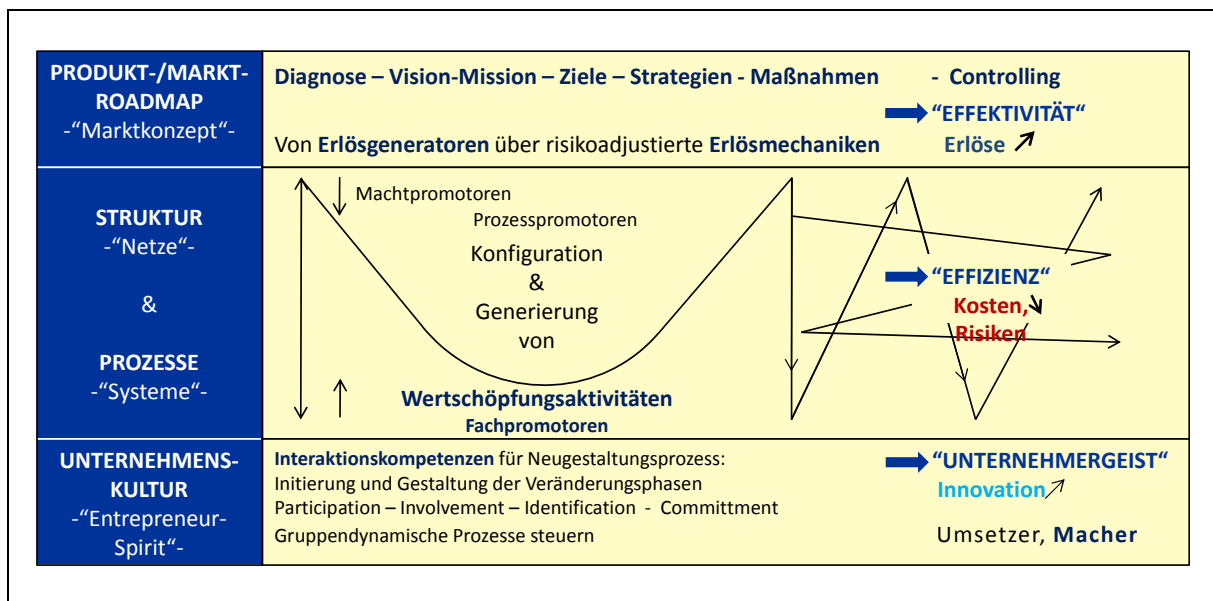 PRODUKT-/MARKT-
ROADMAP
-“Marktkonzept“-
Diagnose – Vision-Mission – Ziele – Strategien - Maßnahmen - Controlling
“EFFEKTIVITÄT“
Von Erlösgeneratoren über risikoadjustierte Erlösmechaniken Erlöse
STRUKTUR
-“Netze“-
&
PROZESSE
-“Systeme“-
Machtpromotoren
Prozesspromotoren
Konfiguration
&
Generierung
von
Wertschöpfungsaktivitäten
Fachpromotoren
“EFFIZIENZ“
Kosten,
Risiken
UNTERNEHMENS-
KULTUR
-“Entrepreneur-
Spirit“-
Interaktionskompetenzen für Neugestaltungsprozess:
Initierung und Gestaltung der Veränderungsphasen
Participation – Involvement – Identification - Committment
Gruppendynamische Prozesse steuern
“UNTERNEHMERGEIST“
Innovation
Umsetzer, Macher